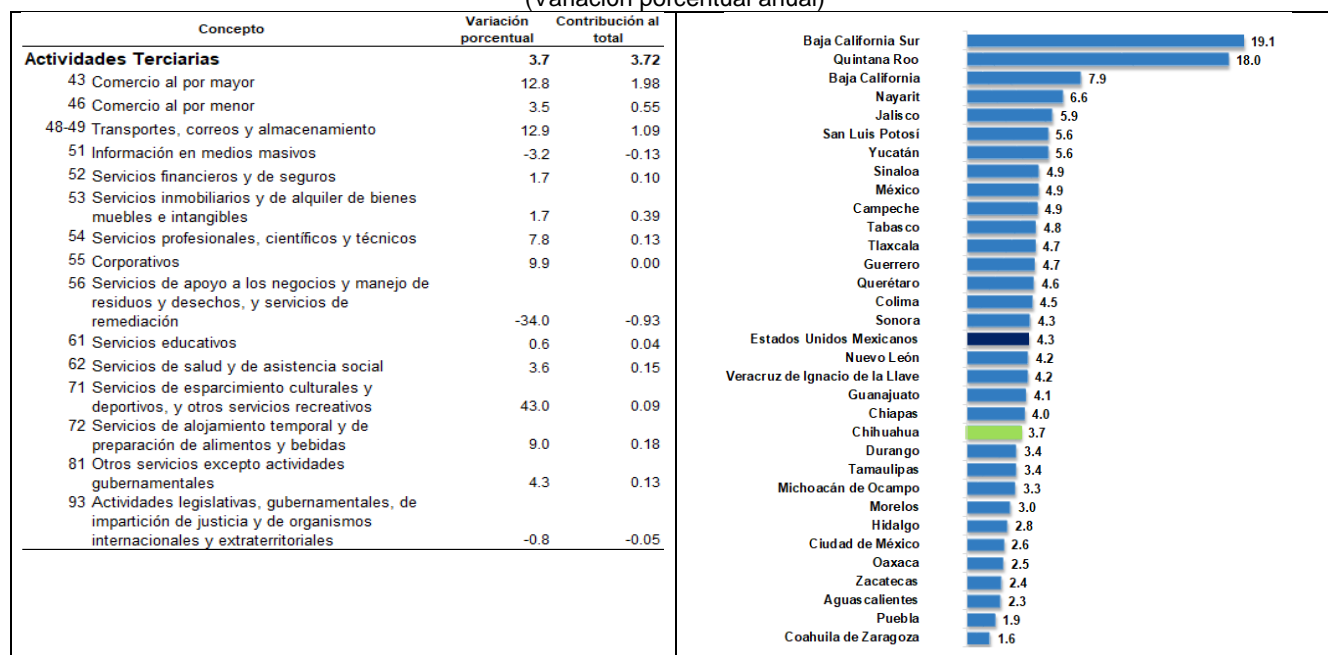 (Variación porcentual anual)
Concepto
Variación porcentual
Contribución al total
Actividades Terciarias 3.7 3.72
43 Comercio al por mayor 12.8 1.98
46 Comercio al por menor 3.5 0.55
48-49 Transportes, correos y almacenamiento 12.9 1.09
51 Información en medios masivos -3.2 -0.13
52 Servicios financieros y de seguros 1.7 0.10
53 Servicios inmobiliarios y de alquiler de bienes
muebles e intangibles 1.7 0.39
54 Servicios profesionales, científicos y técnicos 7.8 0.13
55 Corporativos 9.9 0.00
56 Servicios de apoyo a los negocios y manejo de
residuos y desechos, y servicios de
remediación -34.0 -0.93
61 Servicios educativos 0.6 0.04
62 Servicios de salud y de asistencia social 3.6 0.15
71 Servicios de esparcimiento culturales y
deportivos, y otros servicios recreativos 43.0 0.09
72 Servicios de alojamiento temporal y de
preparación de alimentos y bebidas 9.0 0.18
81 Otros servicios excepto actividades
gubernamentales 4.3 0.13
93 Actividades legislativas, gubernamentales, de
impartición de justicia y de organismos
internacionales y extraterritoriales -0.8 -0.05
Baja California Sur 19.1
Quintana Roo 18.0
Baja California 7.9
Nayarit 6.6
Jalisco 5.9
San Luis Potosí 5.6
Yucatán 5.6
Sinaloa 4.9
México 4.9
Campeche 4.9
Tabasco 4.8
Tlaxcala 4.7
Guerrero 4.7
Querétaro 4.6
Colima 4.5
Sonora 4.3
Estados Unidos Mexicanos 4.3
Nuevo León 4.2
Veracruz de Ignacio de la Llave 4.2
Guanajuato 4.1
Chiapas 4.0
Chihuahua 3.7
Durango 3.4
Tamaulipas 3.4
Michoacán de Ocampo 3.3
Morelos 3.0
Hidalgo 2.8
Ciudad de México 2.6
Oaxaca 2.5
Zacatecas 2.4
Aguascalientes 2.3
Puebla 1.9
Coahuila de Zaragoza 1.6